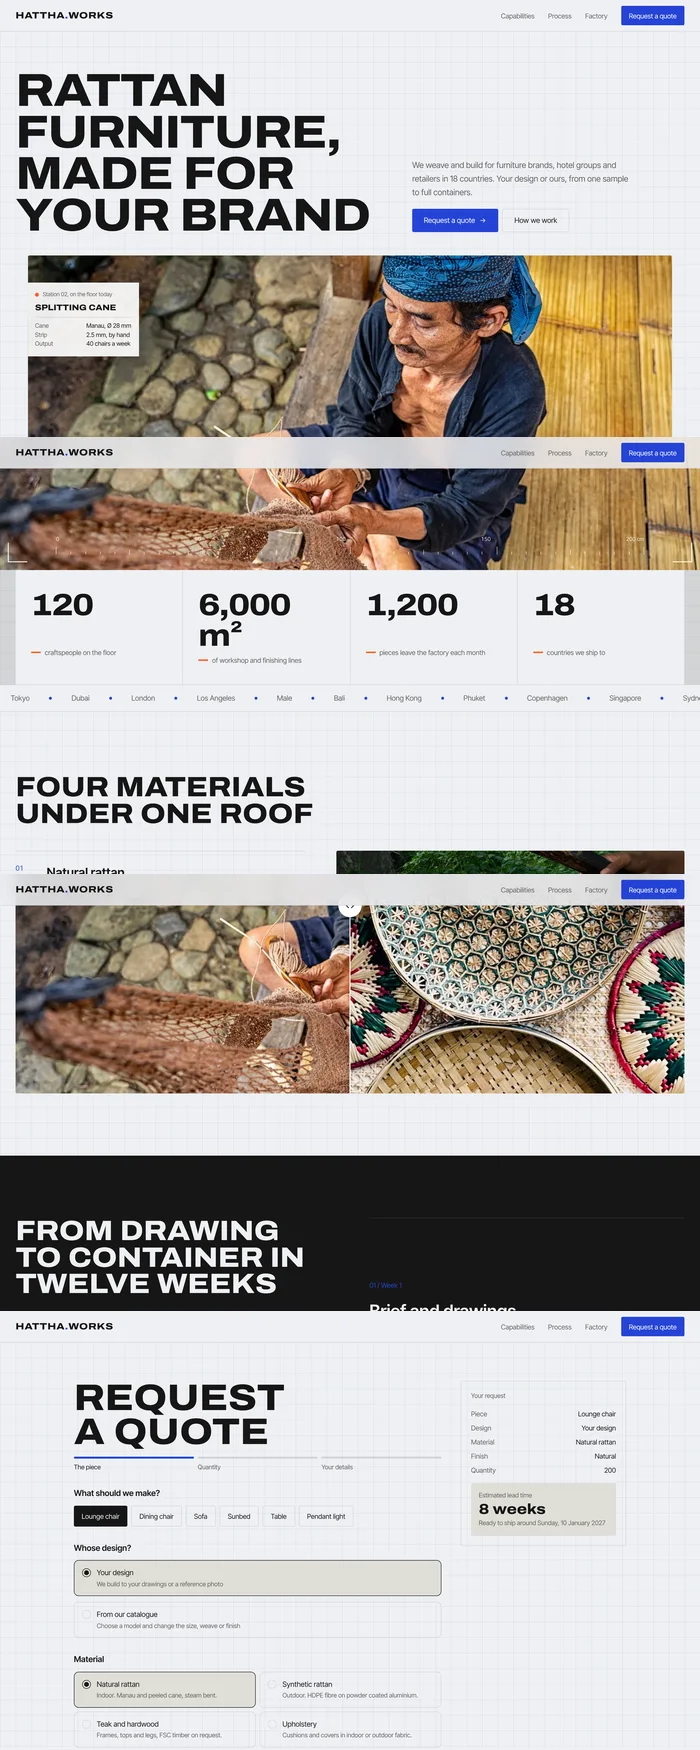 HATTHA.WORKS
Capabilities Process Factory Request a quote
RATTAN
FURNITURE,
MADE FOR
YOUR BRAND
We weave and build for furniture brands, hotel groups and
retailers in 18 countries. Your design or ours, from one sample
to full containers.
Request a quote → How we work
Station 02, on the floor today
SPLITTING CANE
Cane Manau, Ø 28 mm
Strip 2.5 mm, by hand
Output 40 chairs a week
HATTHA.WORKS
Capabilities Process Factory Request a quote
0 100 150 200 cm
120
craftspeople on the floor
6,000
m²
of workshop and finishing lines
1,200
pieces leave the factory each month
18
countries we ship to
Tokyo • Dubai • London • Los Angeles • Male • Bali • Hong Kong • Phuket • Copenhagen • Singapore • Sydn
FOUR MATERIALS
UNDER ONE ROOF
01 Natural rattan
HATTHA.WORKS
Capabilities Process Factory Request a quote
FROM DRAWING
TO CONTAINER IN
TWELVE WEEKS
01 / Week 1
Brief and drawings
HATTHA.WORKS
Capabilities Process Factory Request a quote
REQUEST
A QUOTE
The piece Quantity Your details
What should we make?
Lounge chair Dining chair Sofa Sunbed Table Pendant light
Whose design?
Your design
We build to your drawings or a reference photo
From our catalogue
Choose a model and change the size, weave or finish
Material
Natural rattan
Indoor. Manau and peeled cane, steam bent.
Synthetic rattan
Outdoor. HDPE fibre on powder coated aluminium.
Teak and hardwood
Frames, tops and legs, FSC timber on request.
Upholstery
Cushions and covers in indoor or outdoor fabric.
Your request
Piece Lounge chair
Design Your design
Material Natural rattan
Finish Natural
Quantity 200
Estimated lead time
8 weeks
Ready to ship around Sunday, 10 January 2027